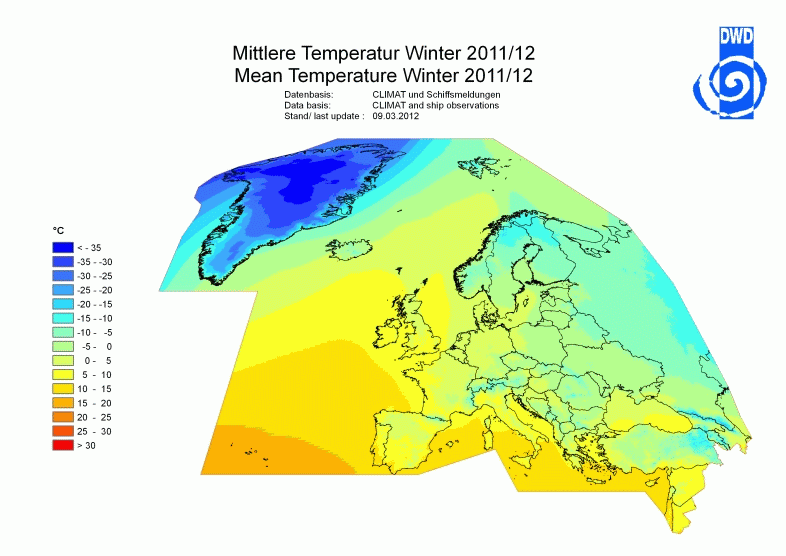 DWD
Mittlere Temperatur Winter 2011/12
Mean Temperature Winter 2011/12
Datenbasis: CLIMAT und Schiffsmeldungen
Data basis: CLIMAT and ship observations
Stand/ last update : 09.03.2012
°C
< - 35
-35 - -30
-30 - -25
-25 - -20
-20 - -15
-15 - -10
-10 - -5
-5 - 0
0 - 5
5 - 10
10 - 15
15 - 20
20 - 25
25 - 30
> 30